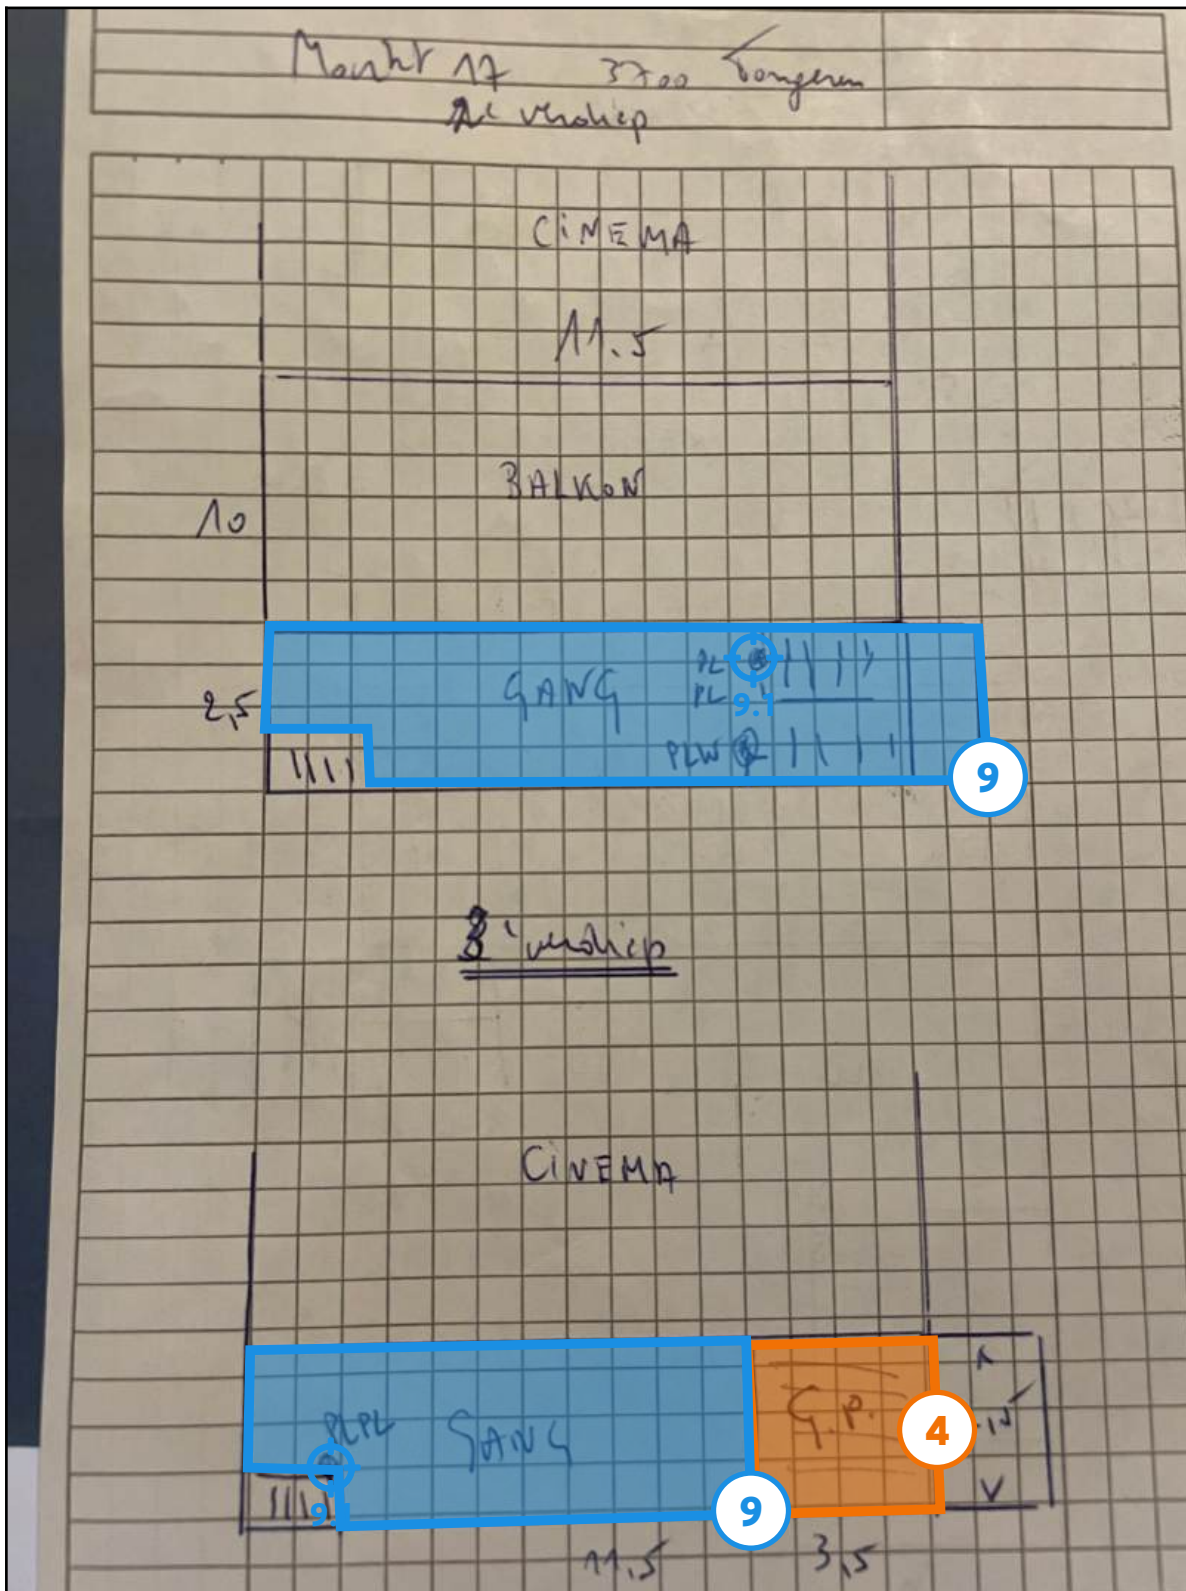 Markt 17 3700 Tongeren
2e verdiep
CINEMA
11.5
BALKON
10
GANG
PL
PL
9.1
2,5
PLW
9
3e verdiep
CINEMA
PLPL
GANG
G.P.
4
9
11,5
3,5